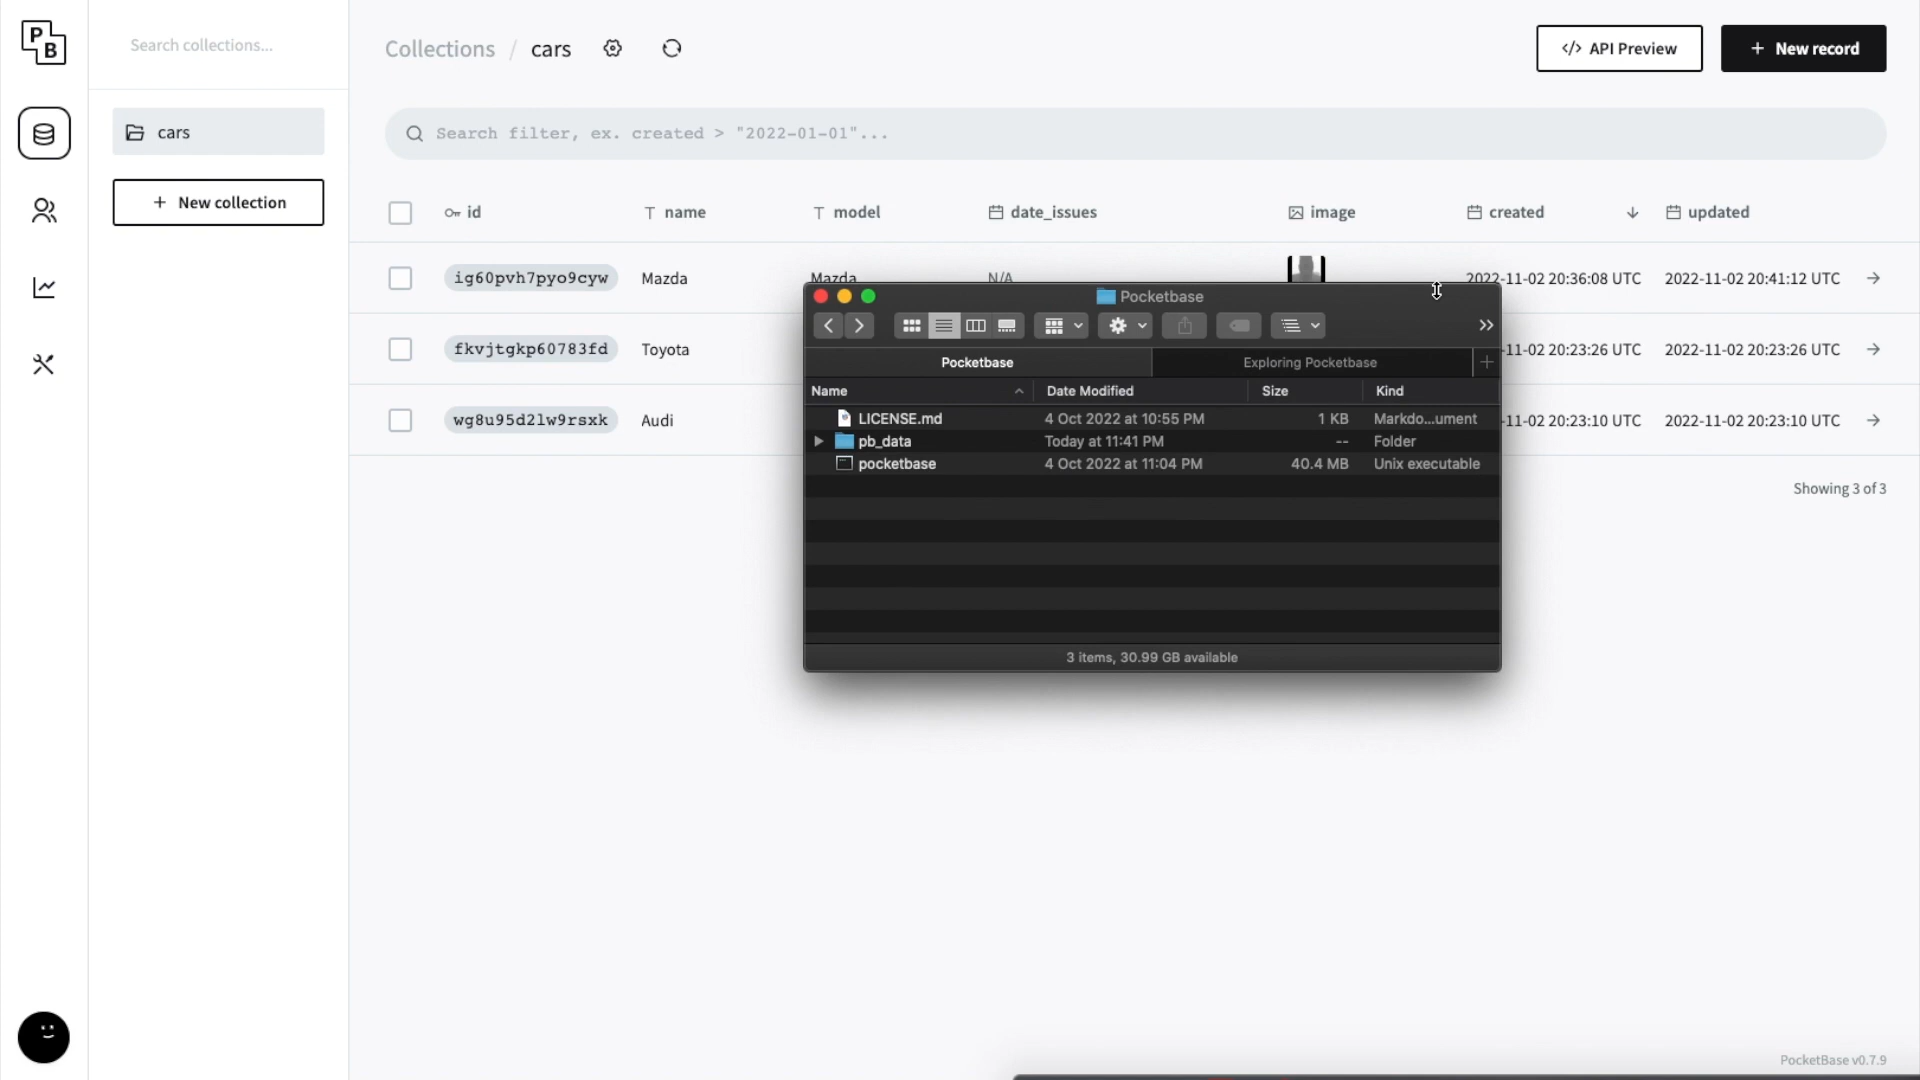 P
B
Search collections...
cars
+ New collection
Collections / cars
</> API Preview
+ New record
Search filter, ex. created > "2022-01-01"...
id name model date_issues image created updated
ig60pvh7pyo9cyw Mazda Mazda N/A 2022-11-02 20:36:08 UTC 2022-11-02 20:41:12 UTC
fkvjtgkp60783fd Toyota -11-02 20:23:26 UTC 2022-11-02 20:23:26 UTC
wg8u95d2lw9rsxk Audi -11-02 20:23:10 UTC 2022-11-02 20:23:10 UTC
Showing 3 of 3
Pocketbase
Pocketbase Exploring Pocketbase
Name Date Modified Size Kind
LICENSE.md 4 Oct 2022 at 10:55 PM 1 KB Markdo...ument
pb_data Today at 11:41 PM -- Folder
pocketbase 4 Oct 2022 at 11:04 PM 40.4 MB Unix executable
3 items, 30.99 GB available
PocketBase v0.7.9